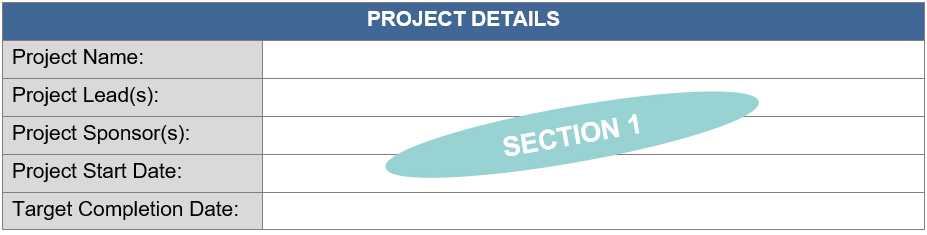 PROJECT DETAILS
Project Name:
Project Lead(s):
Project Sponsor(s):
SECTION 1
Project Start Date:
Target Completion Date: